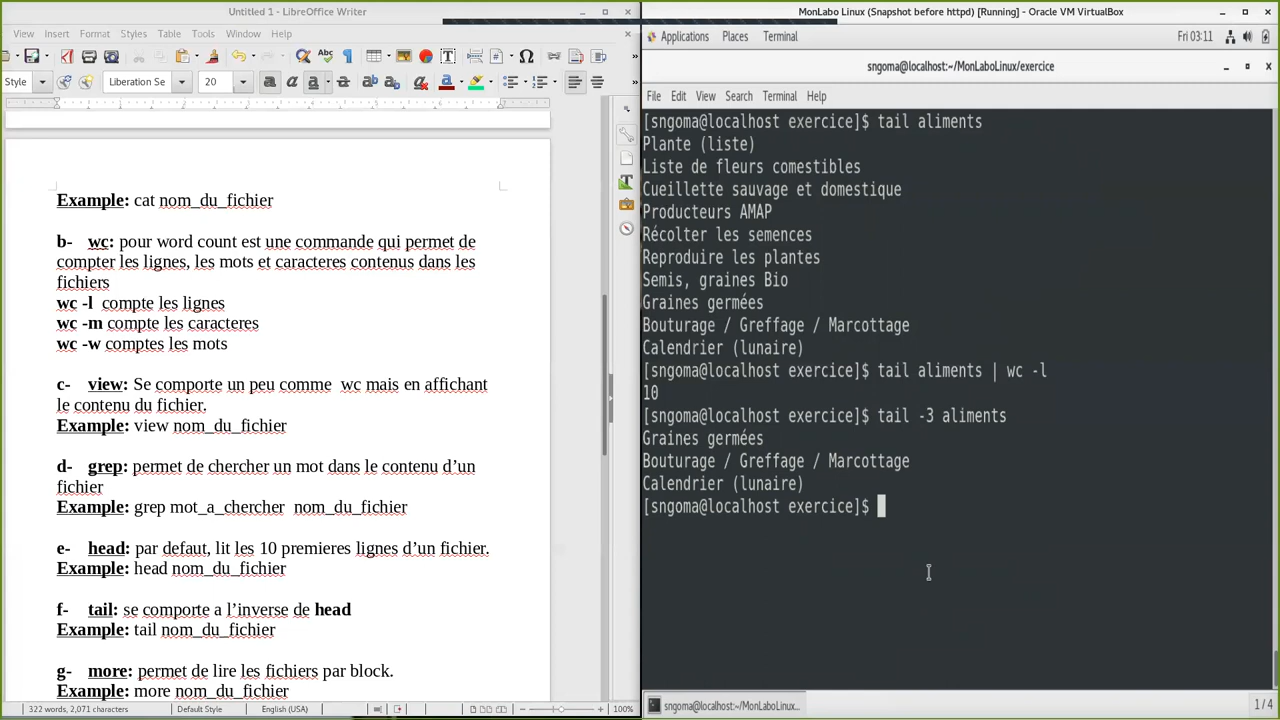 Untitled 1 - LibreOffice Writer
View Insert Format Styles Table Tools Window Help
Style Liberation Se 20
Example: cat nom_du_fichier
b- wc: pour word count est une commande qui permet de
compter les lignes, les mots et caracteres contenus dans les
fichiers
wc -l compte les lignes
wc -m compte les caracteres
wc -w comptes les mots
c- view: Se comporte un peu comme wc mais en affichant
le contenu du fichier.
Example: view nom_du_fichier
d- grep: permet de chercher un mot dans le contenu d’un
fichier
Example: grep mot_a_chercher nom_du_fichier
e- head: par defaut, lit les 10 premieres lignes d’un fichier.
Example: head nom_du_fichier
f- tail: se comporte a l’inverse de head
Example: tail nom_du_fichier
g- more: permet de lire les fichiers par block.
Example: more nom_du_fichier
322 words, 2,071 characters Default Style English (USA) 100%
MonLabo Linux (Snapshot before httpd) [Running] - Oracle VM VirtualBox
Applications Places Terminal Fri 03:11
sngoma@localhost:~/MonLaboLinux/exercice
File Edit View Search Terminal Help
[sngoma@localhost exercice]$ tail aliments
Plante (liste)
Liste de fleurs comestibles
Cueillette sauvage et domestique
Producteurs AMAP
Récolter les semences
Reproduire les plantes
Semis, graines Bio
Graines germées
Bouturage / Greffage / Marcottage
Calendrier (lunaire)
[sngoma@localhost exercice]$ tail aliments | wc -l
10
[sngoma@localhost exercice]$ tail -3 aliments
Graines germées
Bouturage / Greffage / Marcottage
Calendrier (lunaire)
[sngoma@localhost exercice]$
sngoma@localhost:~/MonLaboLinux... 1 / 4